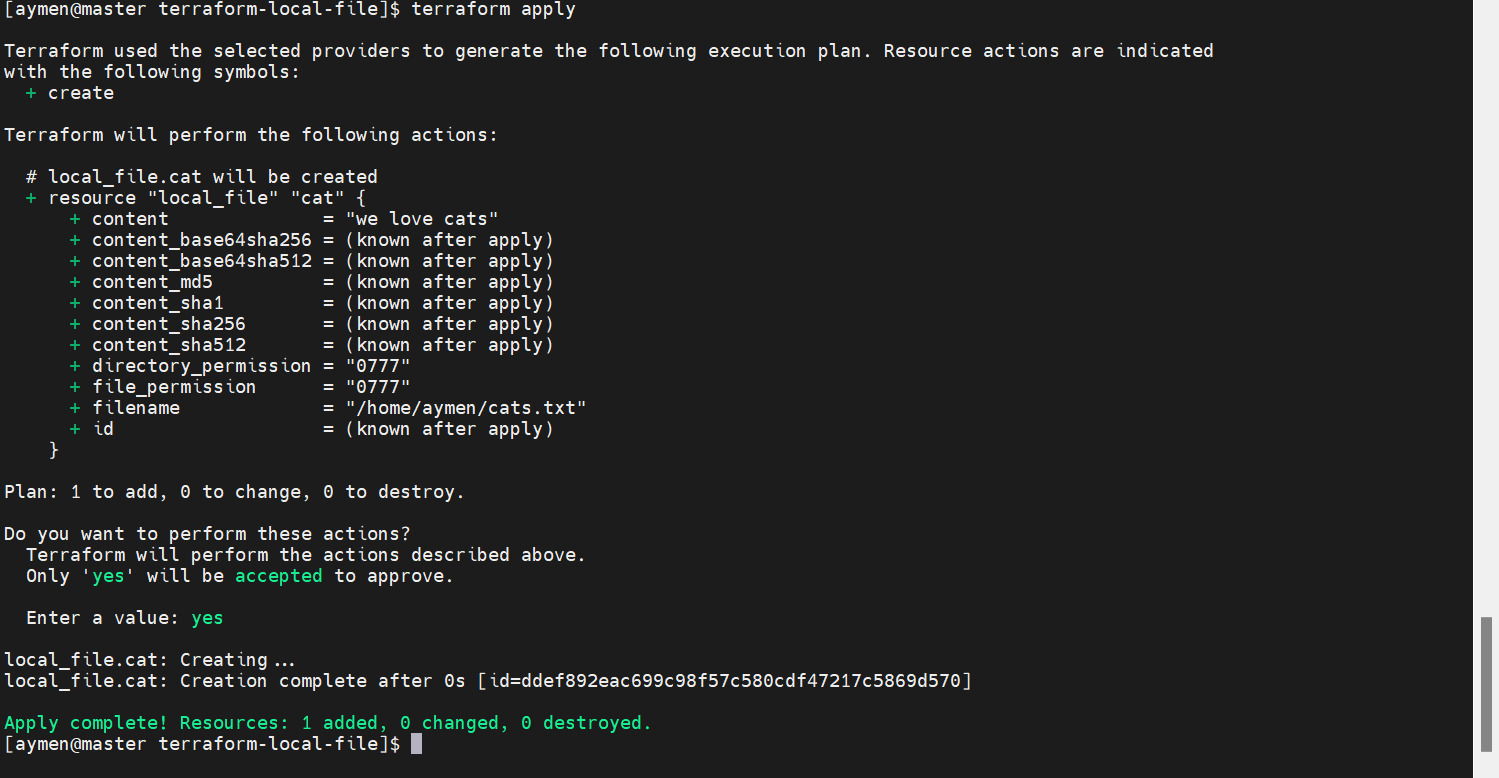 [aymen@master terraform-local-file]$ terraform apply
Terraform used the selected providers to generate the following execution plan. Resource actions are indicated
with the following symbols:
  + create
Terraform will perform the following actions:
  # local_file.cat will be created
  + resource "local_file" "cat" {
      + content              = "we love cats"
      + content_base64sha256 = (known after apply)
      + content_base64sha512 = (known after apply)
      + content_md5          = (known after apply)
      + content_sha1         = (known after apply)
      + content_sha256       = (known after apply)
      + content_sha512       = (known after apply)
      + directory_permission = "0777"
      + file_permission      = "0777"
      + filename             = "/home/aymen/cats.txt"
      + id                   = (known after apply)
    }
Plan: 1 to add, 0 to change, 0 to destroy.
Do you want to perform these actions?
  Terraform will perform the actions described above.
  Only 'yes' will be accepted to approve.
  Enter a value: yes
local_file.cat: Creating...
local_file.cat: Creation complete after 0s [id=ddef892eac699c98f57c580cdf47217c5869d570]
Apply complete! Resources: 1 added, 0 changed, 0 destroyed.
[aymen@master terraform-local-file]$